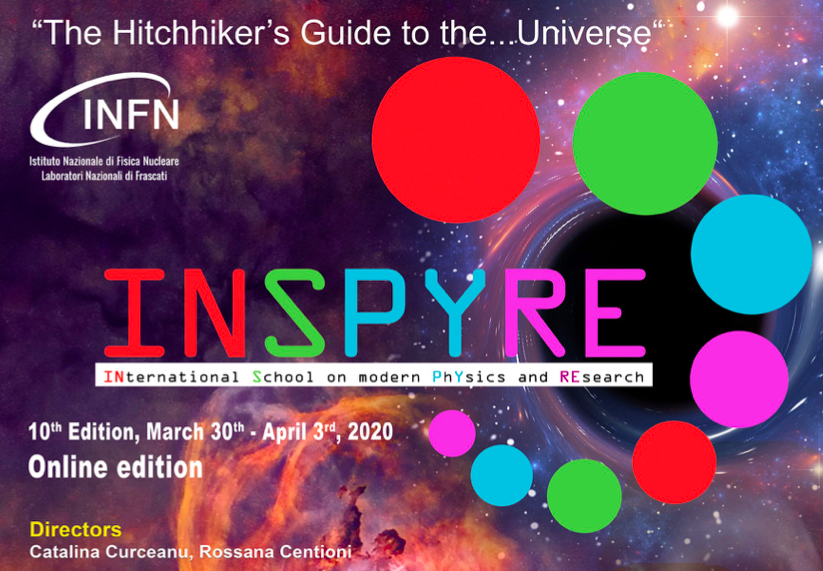 “The Hitchhiker’s Guide to the...Universe“
INFN
Istituto Nazionale di Fisica Nucleare
Laboratori Nazionali di Frascati
INSPYRE
INternational School on modern PhYsics and REsearch
10th Edition, March 30th - April 3rd, 2020
Online edition
Directors
Catalina Curceanu, Rossana Centioni